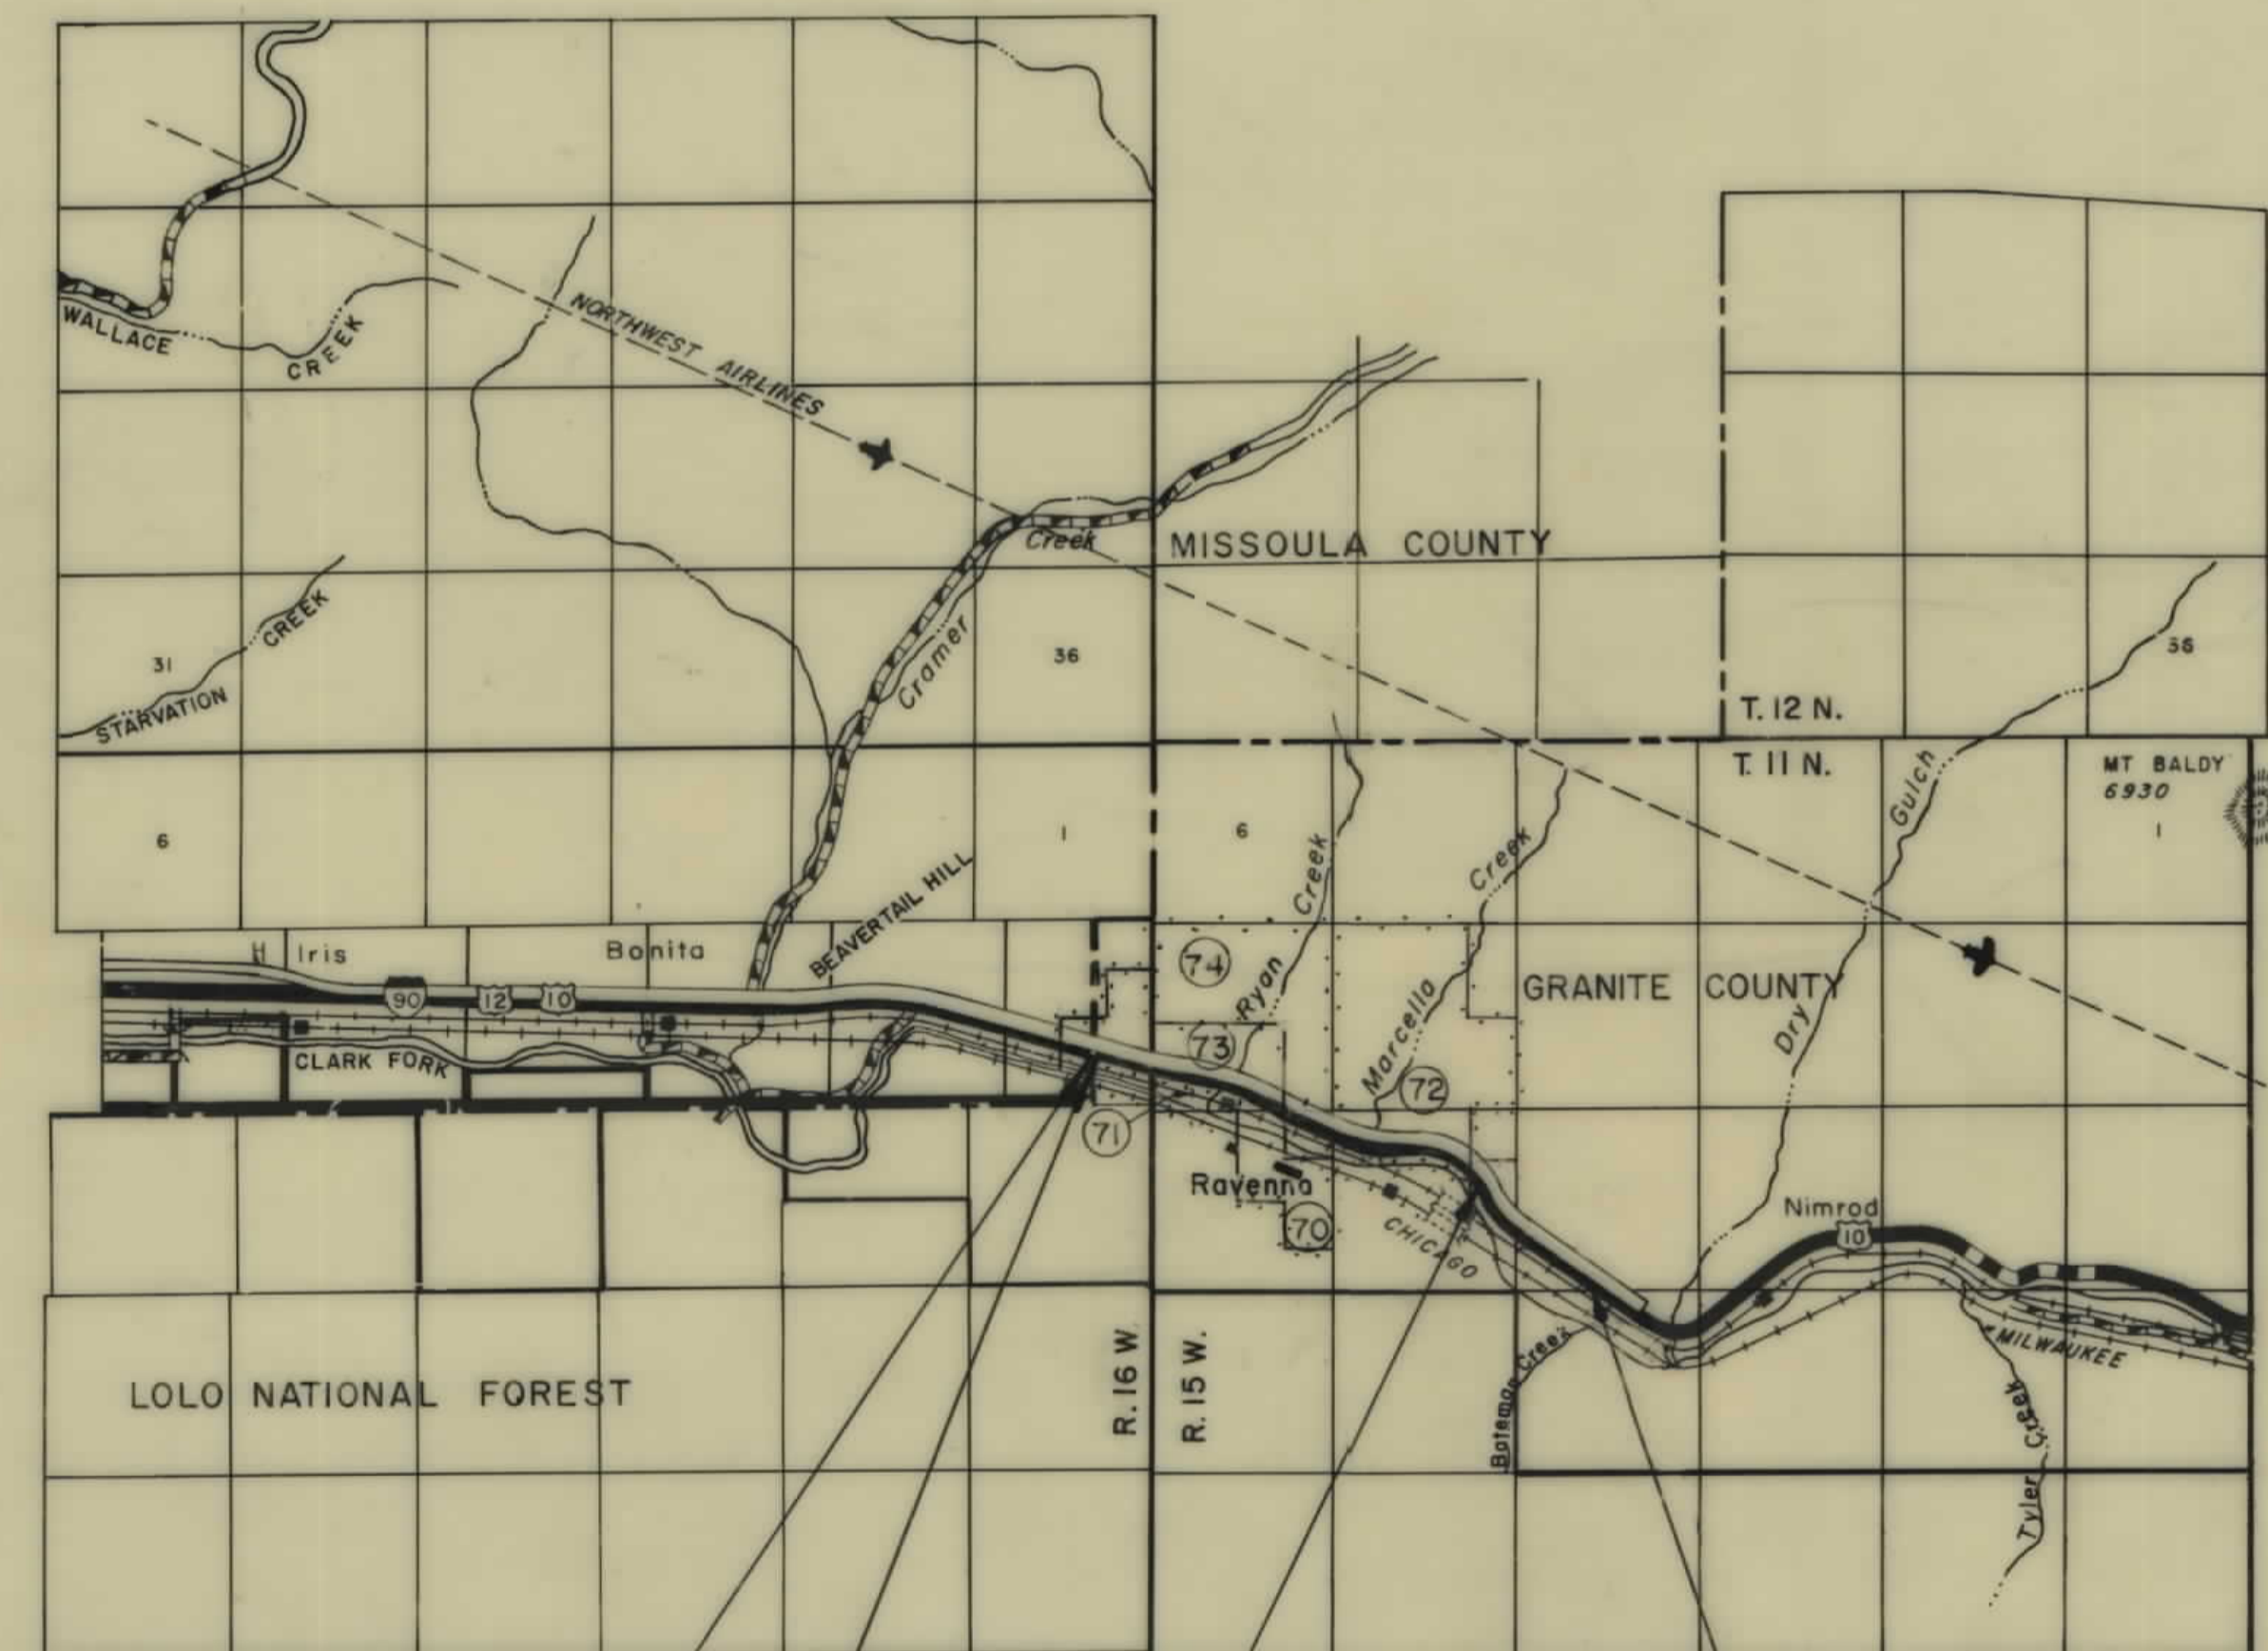 WALLACE
CREEK
NORTHWEST AIRLINES
Creek
Cramer
MISSOULA COUNTY
CREEK
31
STARVATION
36
36
T. 12 N.
T. 11 N.
MT BALDY
6930
1
6
1
6
Creek
Creek
Gulch
BEAVERTAIL HILL
H Iris
Bonita
74
Ryan
Marcella
GRANITE COUNTY
Dry
90
12
10
CLARK FORK
73
72
71
Ravenna
70
CHICAGO
Nimrod
10
MILWAUKEE
Bateman Creek
Tyler Creek
LOLO NATIONAL FOREST
R. 16 W.
R. 15 W.